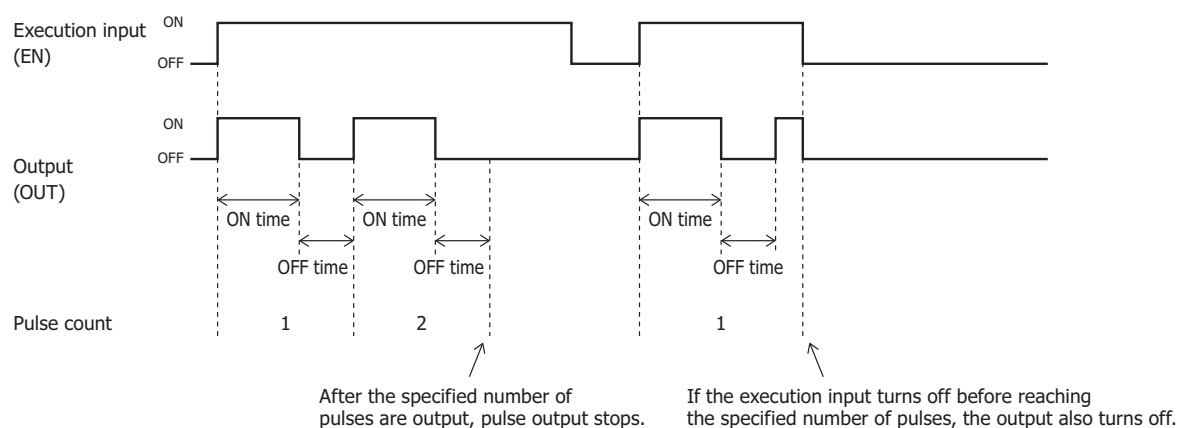 Execution input
(EN)
ON
OFF
ON
OFF
Output
(OUT)
ON time
ON time
ON time
OFF time
OFF time
OFF time
Pulse count
1
2
1
After the specified number of
pulses are output, pulse output stops.
If the execution input turns off before reaching
the specified number of pulses, the output also turns off.